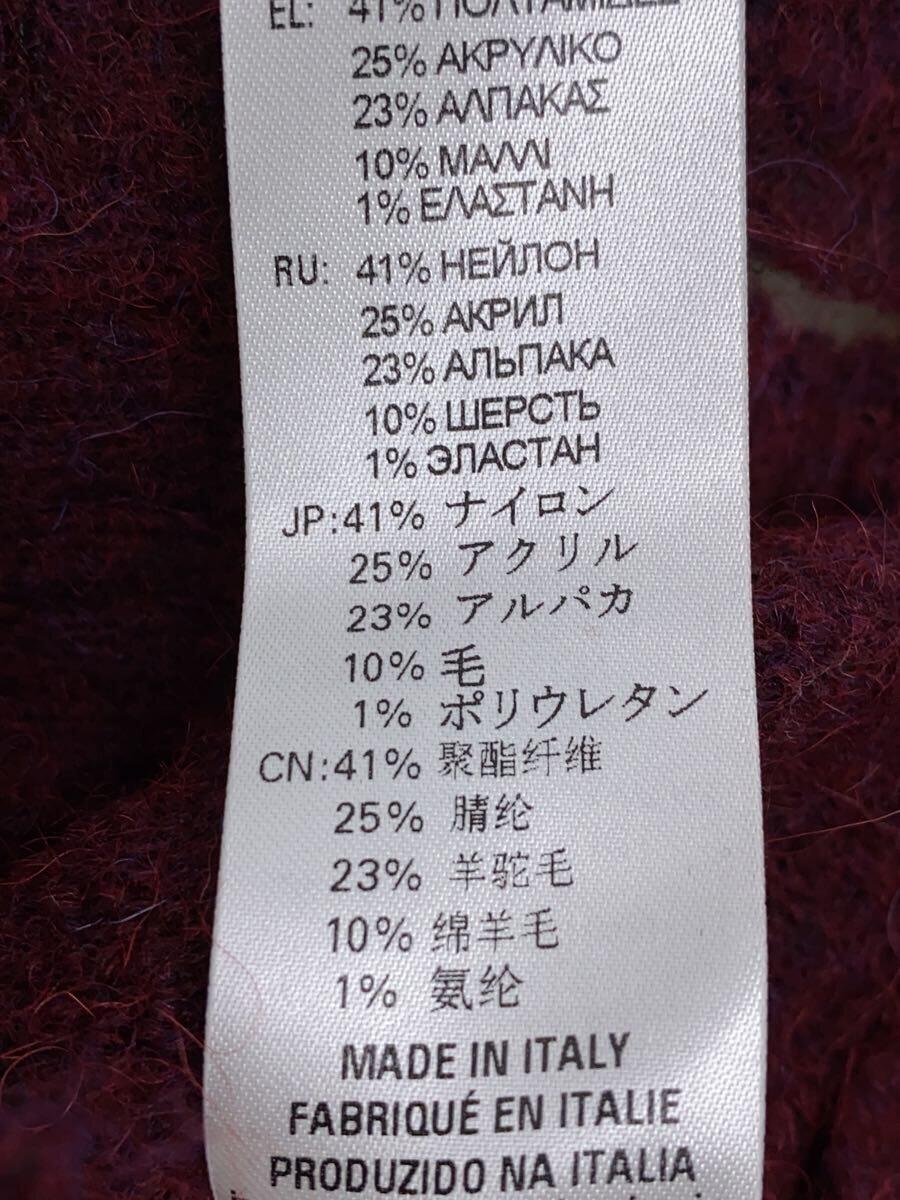 EL: 41% ΠΟΛΥΑΜΙΔΕΣ
25% ΑΚΡΥΛΙΚΟ
23% ΑΛΠΑΚΑΣ
10% ΜΑΛΛΙ
1% ΕΛΑΣΤΑΝΗ
RU: 41% НЕЙЛОН
25% АКРИЛ
23% АЛЬПАКА
10% ШЕРСТЬ
1% ЭЛАСТАН
JP:41% ナイロン
25% アクリル
23% アルパカ
10% 毛
1% ポリウレタン
CN:41% 聚酯纤维
25% 腈纶
23% 羊驼毛
10% 绵羊毛
1% 氨纶
MADE IN ITALY
FABRIQUÉ EN ITALIE
PRODUZIDO NA ITALIA